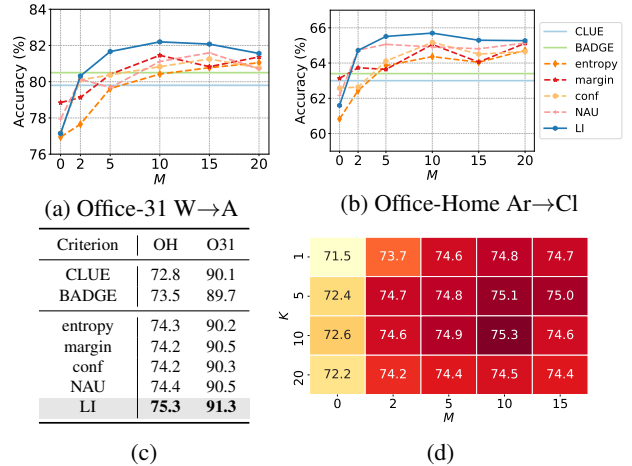 84
82
80
78
76
Accuracy (%)
0 2 5 10 15 20
M
(a) Office-31 W→A
66
64
62
60
Accuracy (%)
0 2 5 10 15 20
M
(b) Office-Home Ar→Cl
CLUE
BADGE
entropy
margin
conf
NAU
LI
Criterion OH O31
CLUE 72.8 90.1
BADGE 73.5 89.7
entropy 74.3 90.2
margin 74.2 90.5
conf 74.2 90.3
NAU 74.4 90.5
LI 75.3 91.3
(c)
K
1 71.5 73.7 74.6 74.8 74.7
5 72.4 74.7 74.8 75.1 75.0
10 72.6 74.6 74.9 75.3 74.6
20 72.2 74.2 74.4 74.5 74.4
0 2 5 10 15
M
(d)